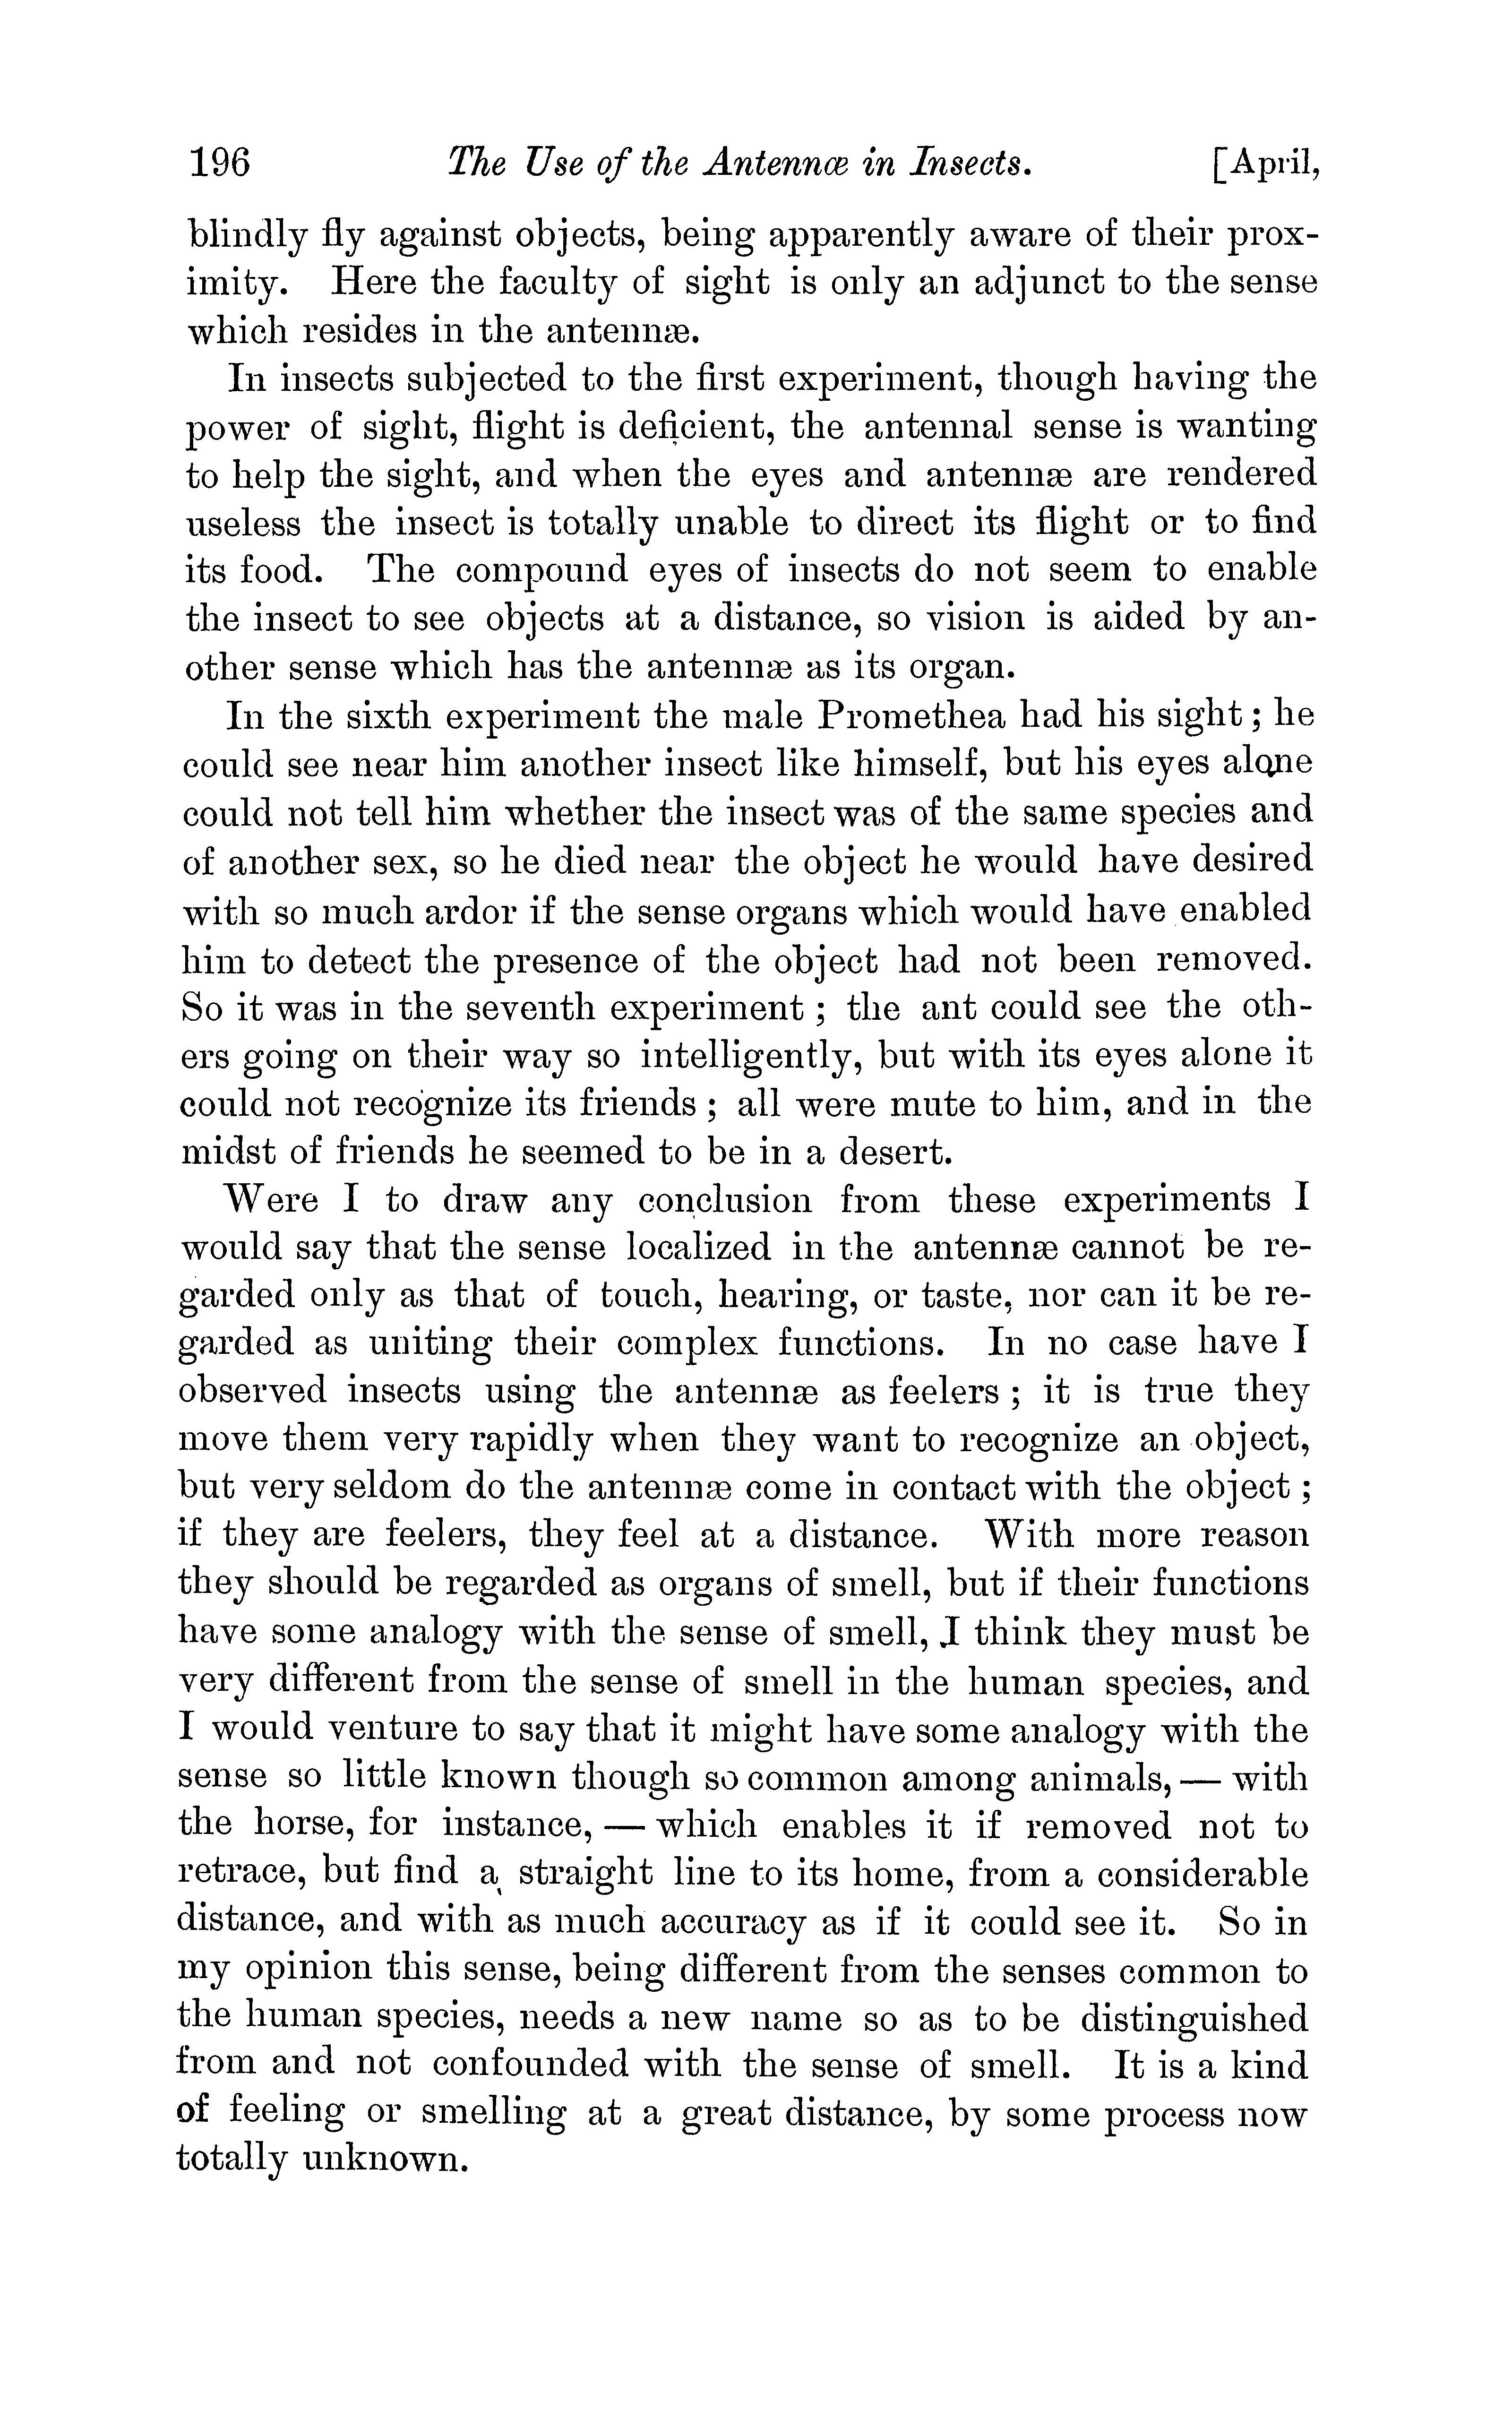 196 The Use of the Antennæ in Insects. [April,
blindly fly against objects, being apparently aware of their prox-
imity. Here the faculty of sight is only an adjunct to the sense
which resides in the antennæ.
In insects subjected to the first experiment, though having the
power of sight, flight is deficient, the antennal sense is wanting
to help the sight, and when the eyes and antennæ are rendered
useless the insect is totally unable to direct its flight or to find
its food. The compound eyes of insects do not seem to enable
the insect to see objects at a distance, so vision is aided by an-
other sense which has the antennæ as its organ.
In the sixth experiment the male Promethea had his sight; he
could see near him another insect like himself, but his eyes alone
could not tell him whether the insect was of the same species and
of another sex, so he died near the object he would have desired
with so much ardor if the sense organs which would have enabled
him to detect the presence of the object had not been removed.
So it was in the seventh experiment; the ant could see the oth-
ers going on their way so intelligently, but with its eyes alone it
could not recognize its friends; all were mute to him, and in the
midst of friends he seemed to be in a desert.
Were I to draw any conclusion from these experiments I
would say that the sense localized in the antennæ cannot be re-
garded only as that of touch, hearing, or taste, nor can it be re-
garded as uniting their complex functions. In no case have I
observed insects using the antennæ as feelers; it is true they
move them very rapidly when they want to recognize an object,
but very seldom do the antennæ come in contact with the object;
if they are feelers, they feel at a distance. With more reason
they should be regarded as organs of smell, but if their functions
have some analogy with the sense of smell, I think they must be
very different from the sense of smell in the human species, and
I would venture to say that it might have some analogy with the
sense so little known though so common among animals, — with
the horse, for instance, — which enables it if removed not to
retrace, but find a straight line to its home, from a considerable
distance, and with as much accuracy as if it could see it. So in
my opinion this sense, being different from the senses common to
the human species, needs a new name so as to be distinguished
from and not confounded with the sense of smell. It is a kind
of feeling or smelling at a great distance, by some process now
totally unknown.